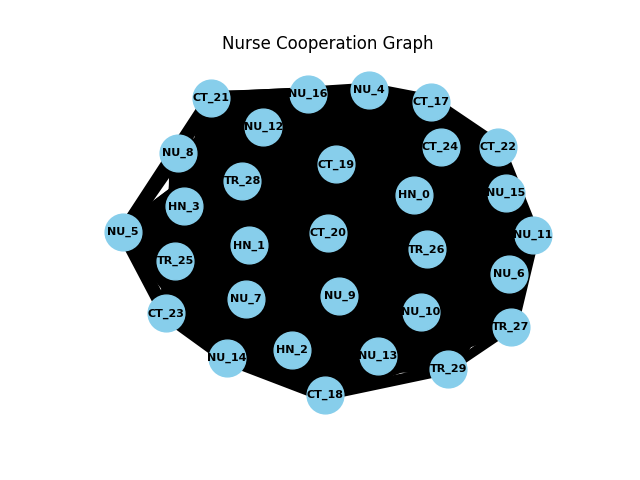 Nurse Cooperation Graph
NU_4
NU_16
CT_21
CT_17
NU_12
CT_24
CT_22
NU_8
CT_19
TR_28
NU_15
HN_0
HN_3
NU_5
CT_20
NU_11
HN_1
TR_26
TR_25
NU_6
NU_9
NU_7
NU_10
CT_23
TR_27
HN_2
NU_13
NU_14
TR_29
CT_18